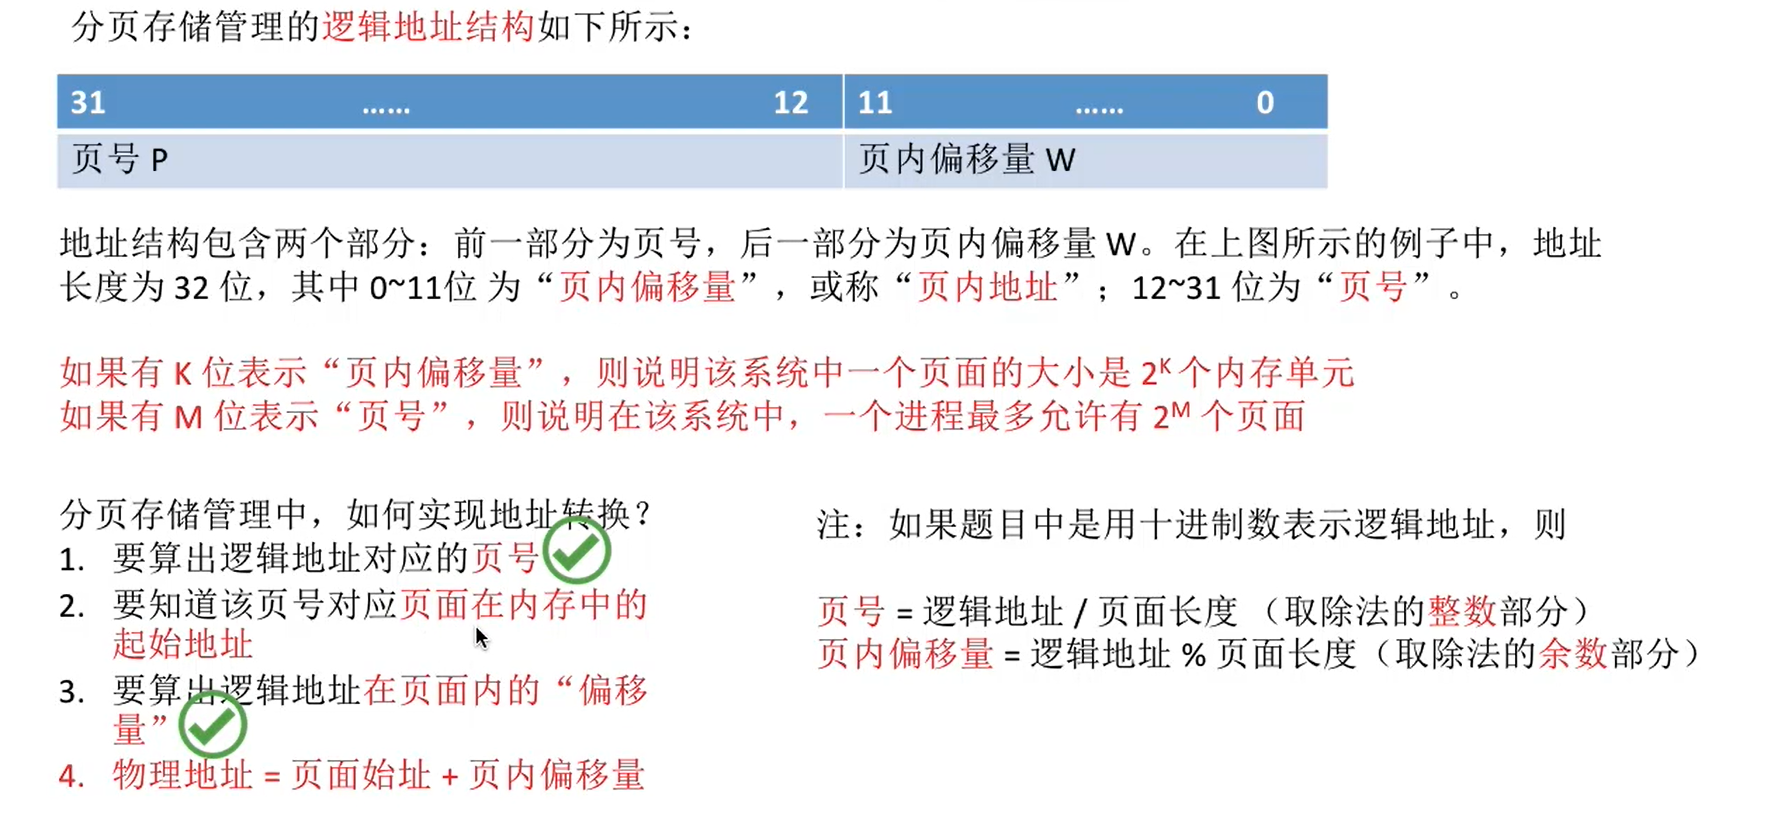 分页存储管理的逻辑地址结构如下所示：
31 …… 12 11 …… 0
页号 P 页内偏移量 W
地址结构包含两个部分：前一部分为页号，后一部分为页内偏移量 W。在上图所示的例子中，地址
长度为 32 位，其中 0~11位 为“页内偏移量”，或称“页内地址”；12~31 位为“页号”。
如果有 K 位表示“页内偏移量”，则说明该系统中一个页面的大小是 2ᴷ 个内存单元
如果有 M 位表示“页号”，则说明在该系统中，一个进程最多允许有 2ᴹ 个页面
分页存储管理中，如何实现地址转换？
1. 要算出逻辑地址对应的页号
2. 要知道该页号对应页面在内存中的
起始地址
3. 要算出逻辑地址在页面内的“偏移
量”
4. 物理地址 = 页面始址 + 页内偏移量
注：如果题目中是用十进制数表示逻辑地址，则
页号 = 逻辑地址 / 页面长度 （取除法的整数部分）
页内偏移量 = 逻辑地址 % 页面长度（取除法的余数部分）